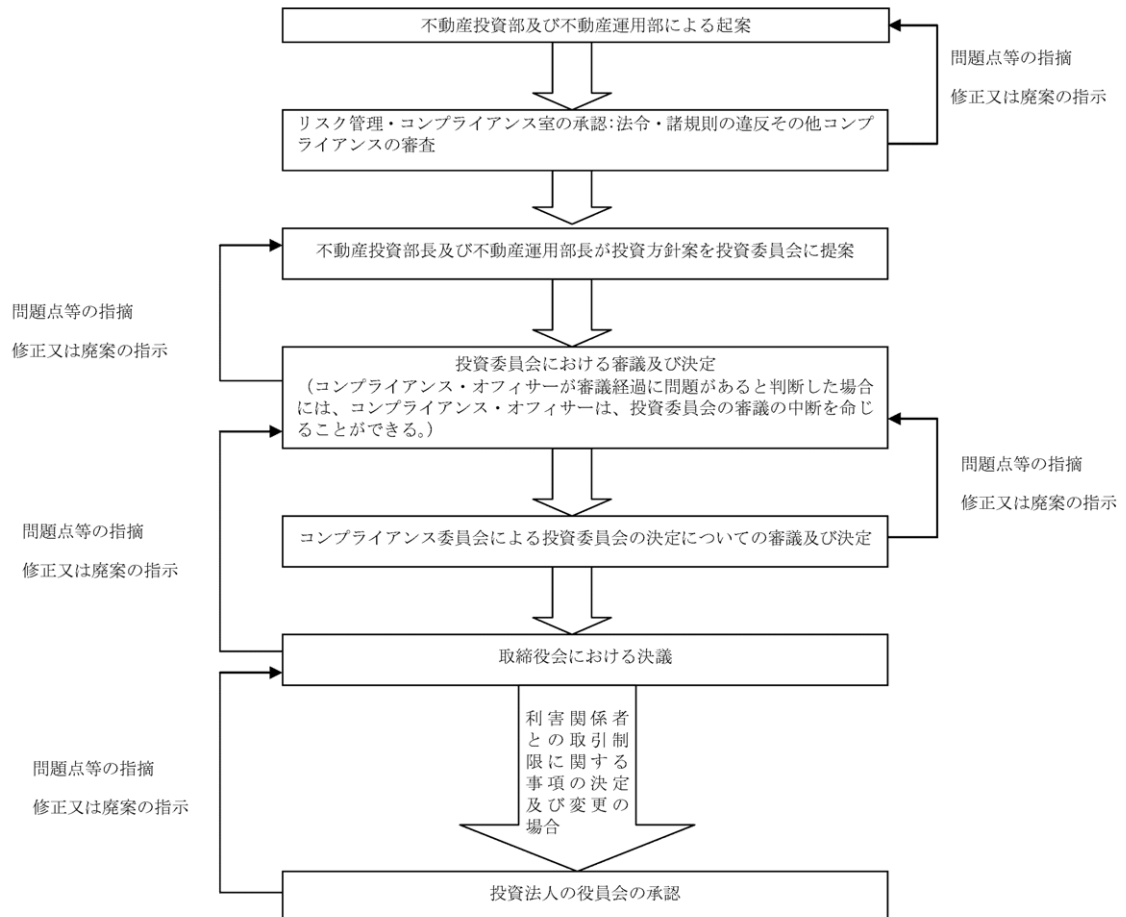 不動産投資部及び不動産運用部による起案
問題点等の指摘
修正又は廃案の指示
リスク管理・コンプライアンス室の承認:法令・諸規則の違反その他コンプ
ライアンスの審査
不動産投資部長及び不動産運用部長が投資方針案を投資委員会に提案
問題点等の指摘
修正又は廃案の指示
投資委員会における審議及び決定
（コンプライアンス・オフィサーが審議経過に問題があると判断した場合
には、コンプライアンス・オフィサーは、投資委員会の審議の中断を命じ
ることができる。）
問題点等の指摘
修正又は廃案の指示
コンプライアンス委員会による投資委員会の決定についての審議及び決定
問題点等の指摘
修正又は廃案の指示
取締役会における決議
利害関係者
との取引制
限に関する
事項の決定
及び変更の
場合
問題点等の指摘
修正又は廃案の指示
投資法人の役員会の承認